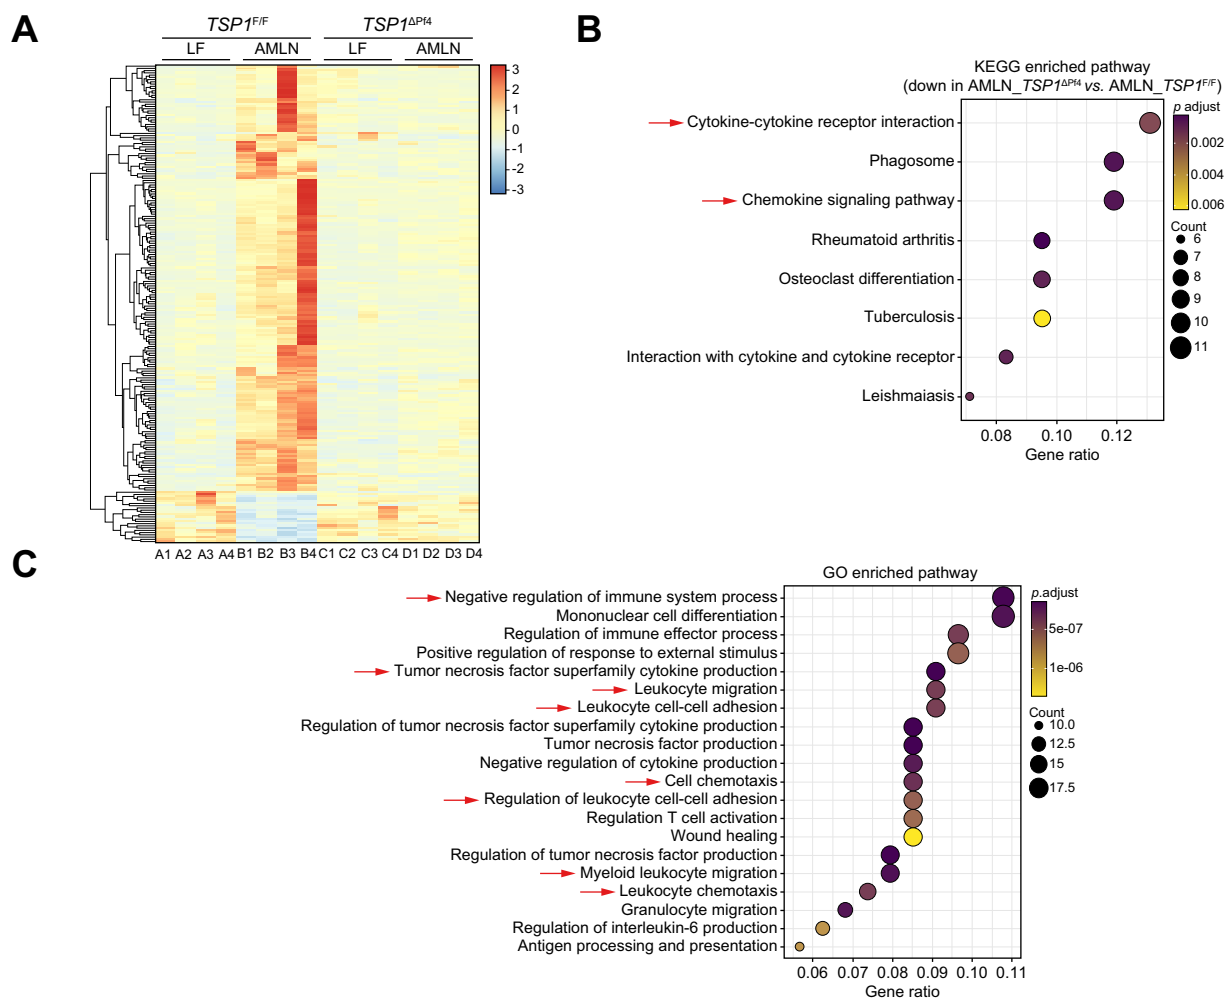 A
TSP1F/F
TSP1ΔPf4
LF
AMLN
LF
AMLN
3
2
1
0
-1
-2
-3
A1 A2 A3 A4 B1 B2 B3 B4 C1 C2 C3 C4 D1 D2 D3 D4
B
KEGG enriched pathway
(down in AMLN_TSP1ΔPf4 vs. AMLN_TSP1F/F)
Cytokine-cytokine receptor interaction
Phagosome
Chemokine signaling pathway
Rheumatoid arthritis
Osteoclast differentiation
Tuberculosis
Interaction with cytokine and cytokine receptor
Leishmaiasis
0.08 0.10 0.12
Gene ratio
p adjust
0.002
0.004
0.006
Count
6
7
8
9
10
11
C
GO enriched pathway
Negative regulation of immune system process
Mononuclear cell differentiation
Regulation of immune effector process
Positive regulation of response to external stimulus
Tumor necrosis factor superfamily cytokine production
Leukocyte migration
Leukocyte cell-cell adhesion
Regulation of tumor necrosis factor superfamily cytokine production
Tumor necrosis factor production
Negative regulation of cytokine production
Cell chemotaxis
Regulation of leukocyte cell-cell adhesion
Regulation T cell activation
Wound healing
Regulation of tumor necrosis factor production
Myeloid leukocyte migration
Leukocyte chemotaxis
Granulocyte migration
Regulation of interleukin-6 production
Antigen processing and presentation
0.06 0.07 0.08 0.09 0.10 0.11
Gene ratio
p.adjust
5e-07
1e-06
Count
10.0
12.5
15
17.5